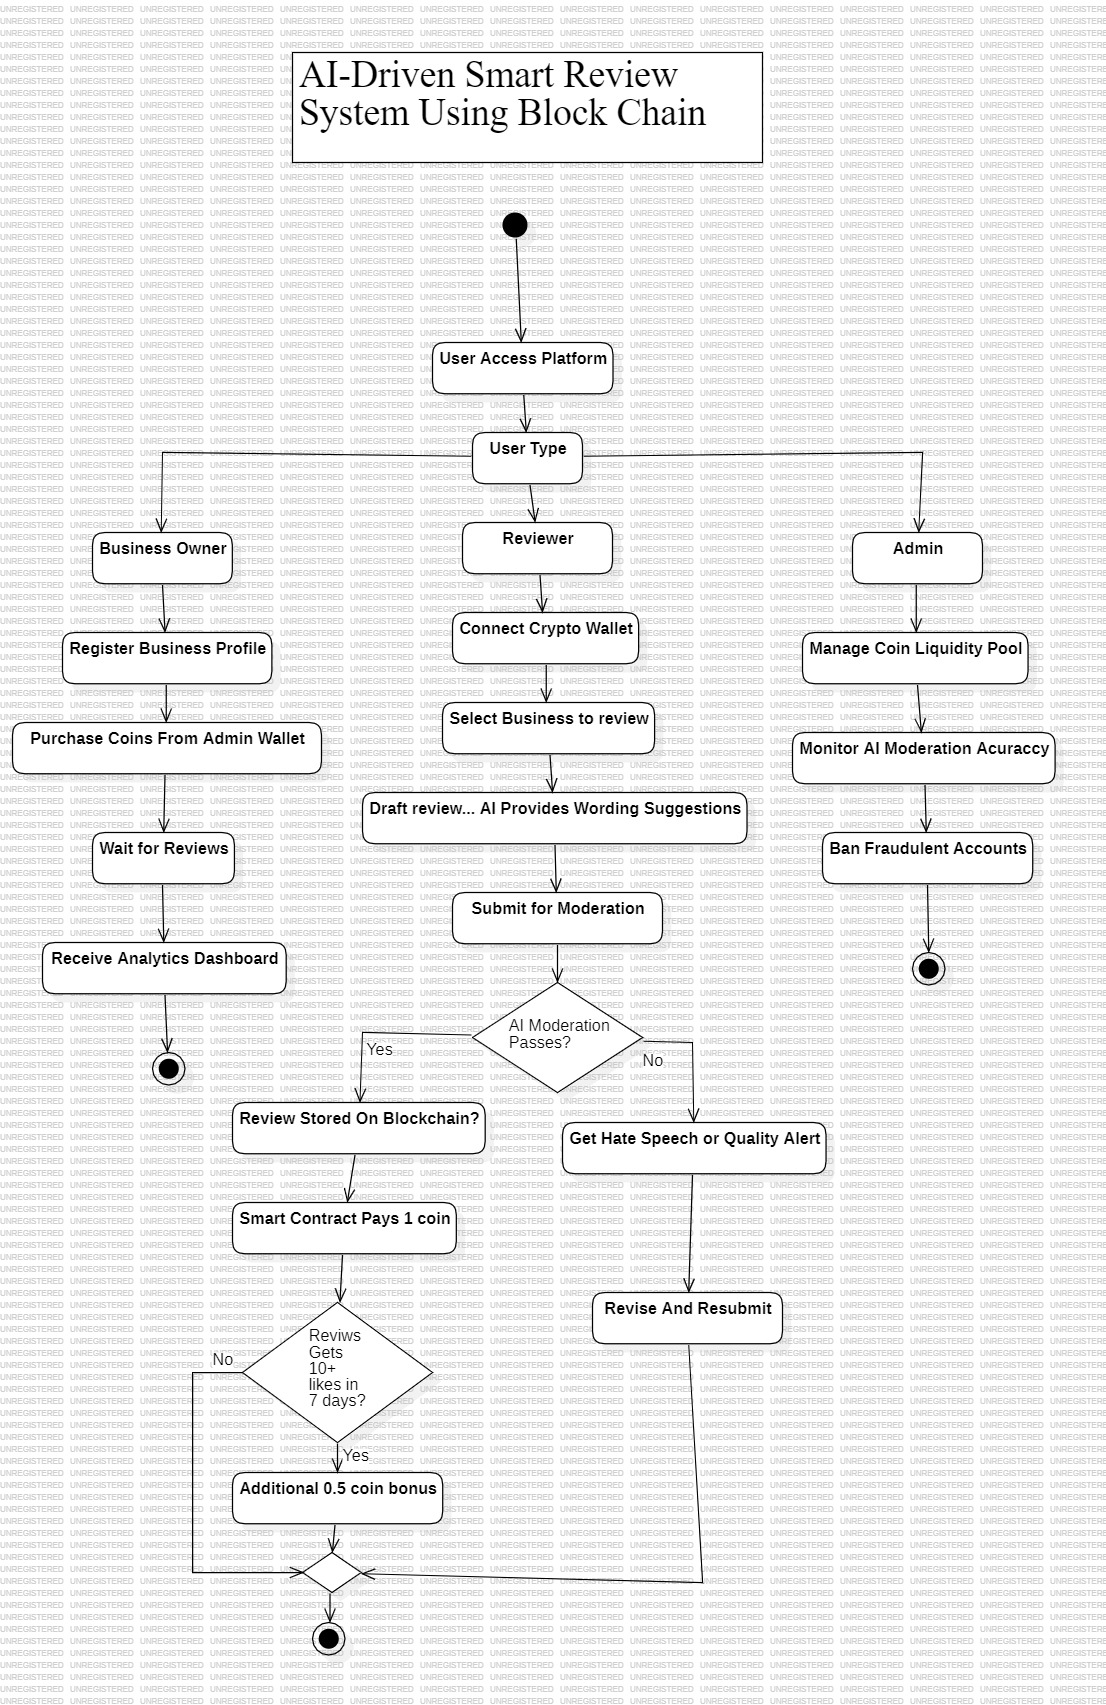 AI-Driven Smart Review
System Using Block Chain
User Access Platform
User Type
Business Owner
Reviewer
Admin
Register Business Profile
Connect Crypto Wallet
Manage Coin Liquidity Pool
Purchase Coins From Admin Wallet
Select Business to review
Monitor AI Moderation Acuraccy
Wait for Reviews
Draft review... AI Provides Wording Suggestions
Ban Fraudulent Accounts
Receive Analytics Dashboard
Submit for Moderation
AI Moderation
Passes?
Yes
No
Review Stored On Blockchain?
Get Hate Speech or Quality Alert
Smart Contract Pays 1 coin
Revise And Resubmit
Reviws
Gets
10+
likes in
7 days?
No
Yes
Additional 0.5 coin bonus
UNREGISTERED